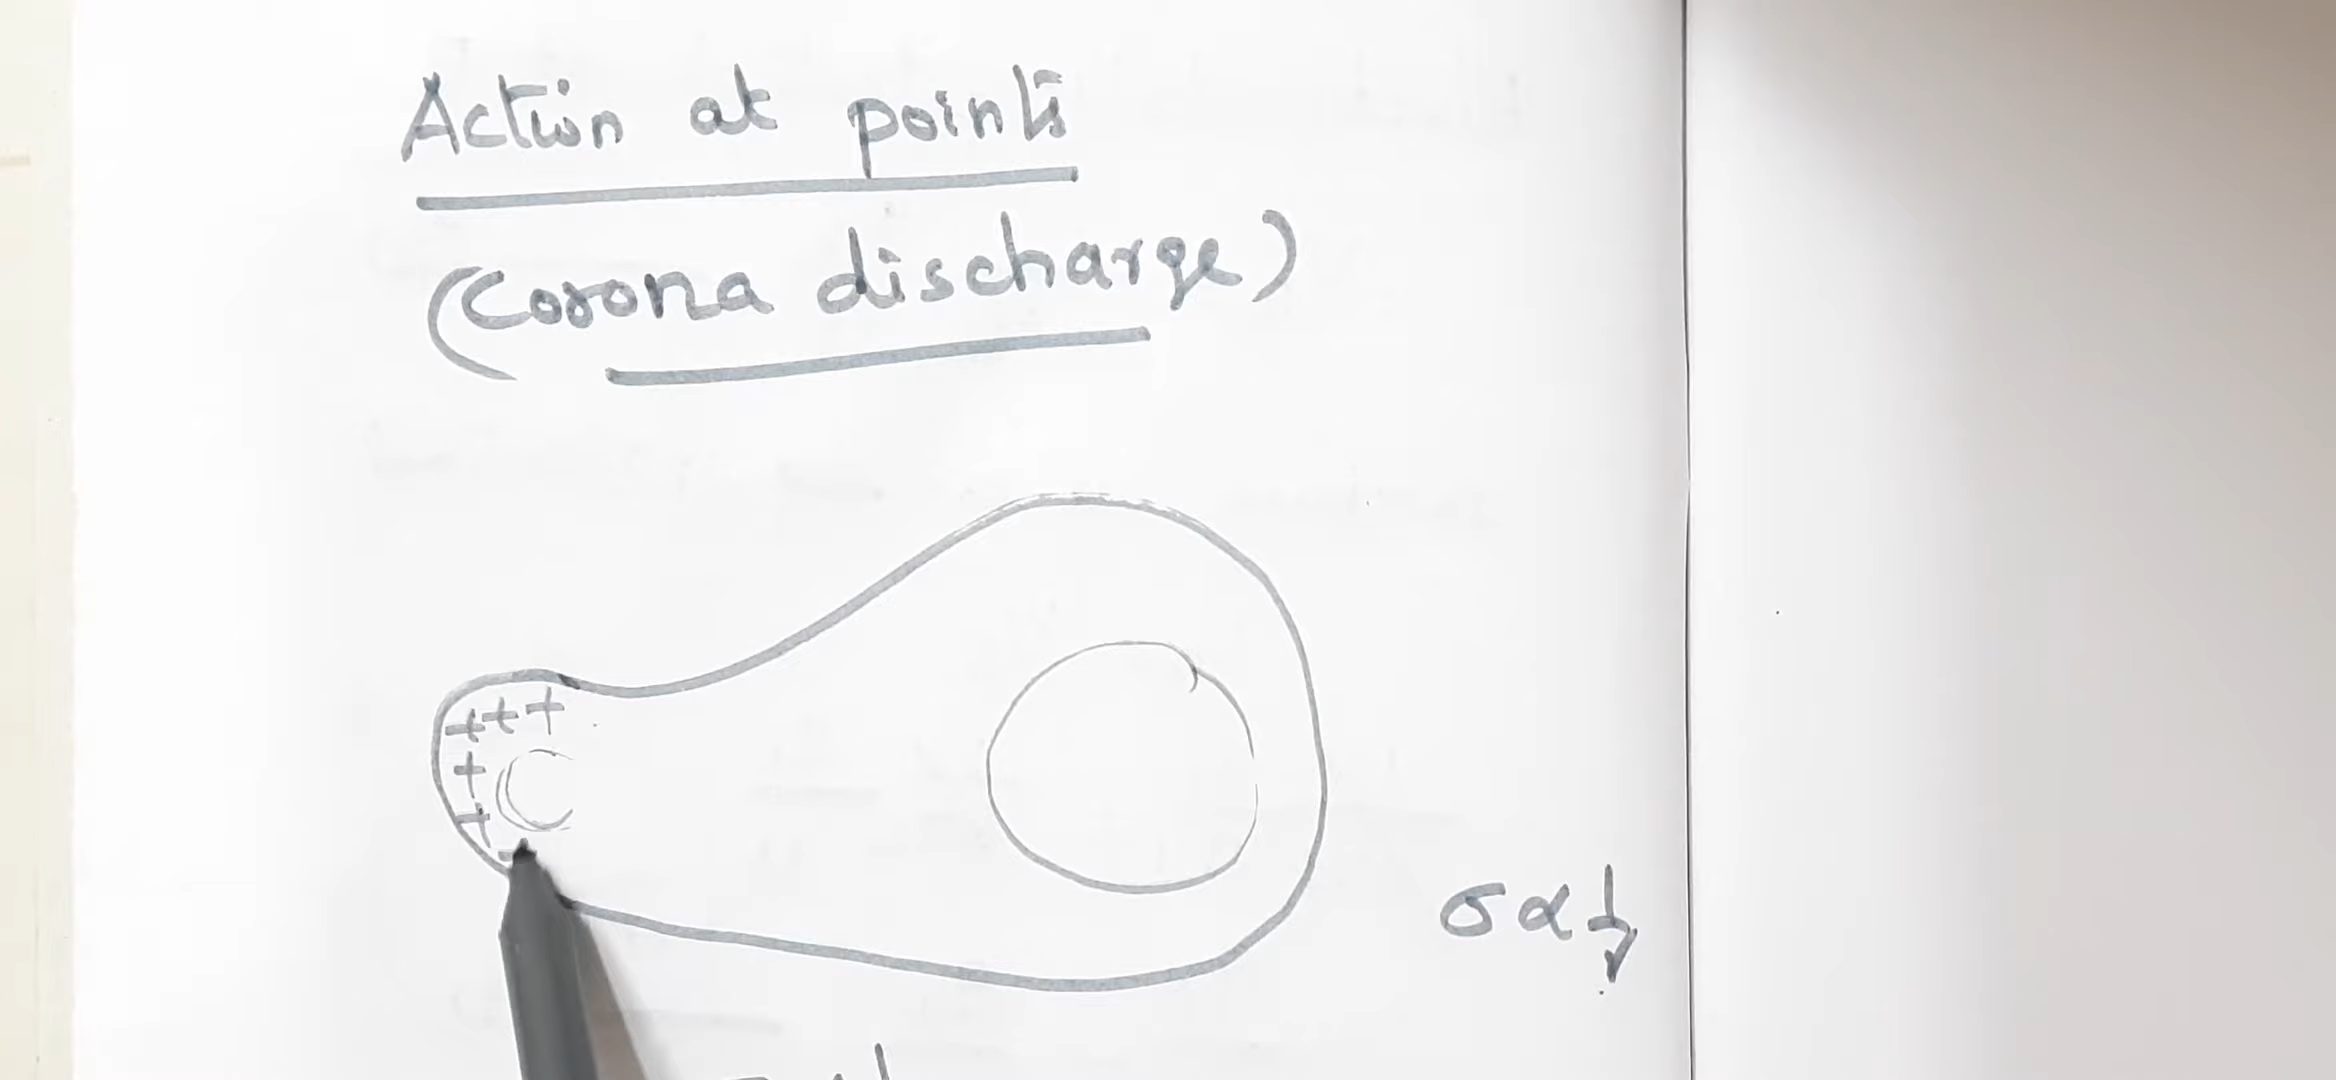 Action at points
(Corona discharge)
+ + +
+
+
σ α 1/r